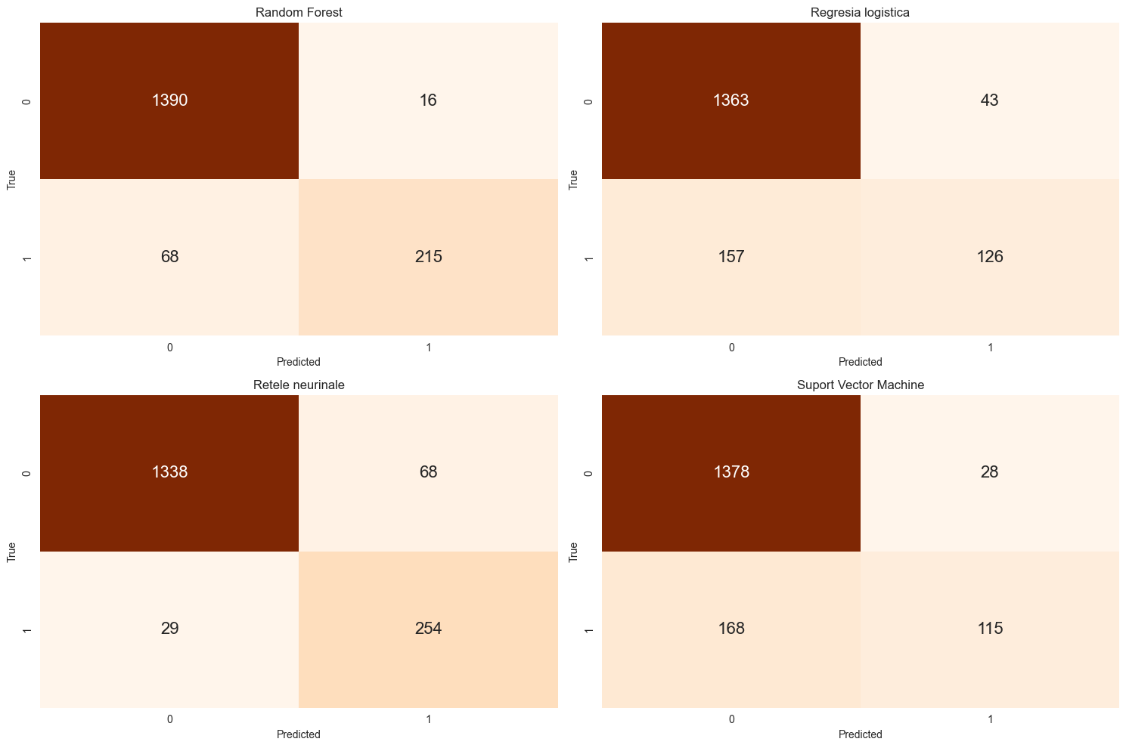 Random Forest
0
1390
16
True
1
68
215
0
1
Predicted
Regresia logistica
0
1363
43
True
1
157
126
0
1
Predicted
Retele neurinale
0
1338
68
True
1
29
254
0
1
Predicted
Suport Vector Machine
0
1378
28
True
1
168
115
0
1
Predicted